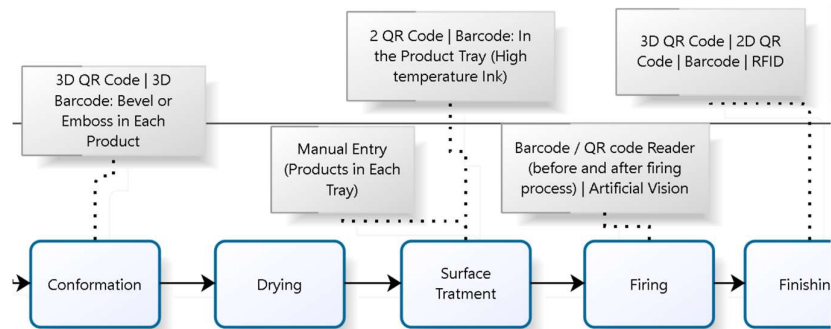 3D QR Code | 3D
Barcode: Bevel or
Emboss in Each
Product
2 QR Code | Barcode: In
the Product Tray (High
temperature Ink)
3D QR Code | 2D QR
Code | Barcode | RFID
Manual Entry
(Products in Each
Tray)
Barcode / QR code Reader
(before and after firing
process) | Artificial Vision
Conformation
Drying
Surface
Tratment
Firing
Finishin